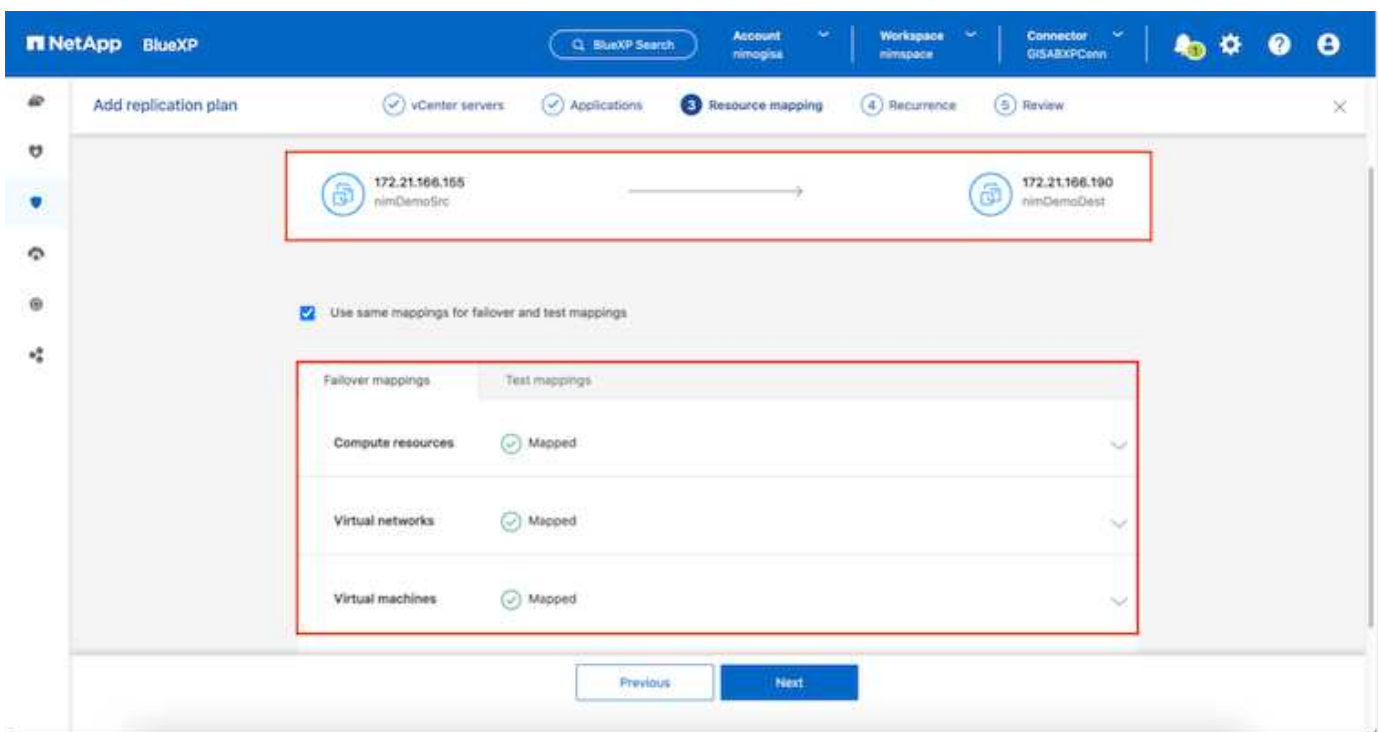 NetApp BlueXP
BlueXP Search
Account
nimogisa
Workspace
nimspace
Connector
GISABXPConn
1
Add replication plan
vCenter servers
Applications
3 Resource mapping
4 Recurrence
5 Review
172.21.166.165
nimDemoSrc
172.21.166.190
nimDemoDest
Use same mappings for failover and test mappings
Failover mappings
Test mappings
Compute resources Mapped
Virtual networks Mapped
Virtual machines Mapped
Previous
Next